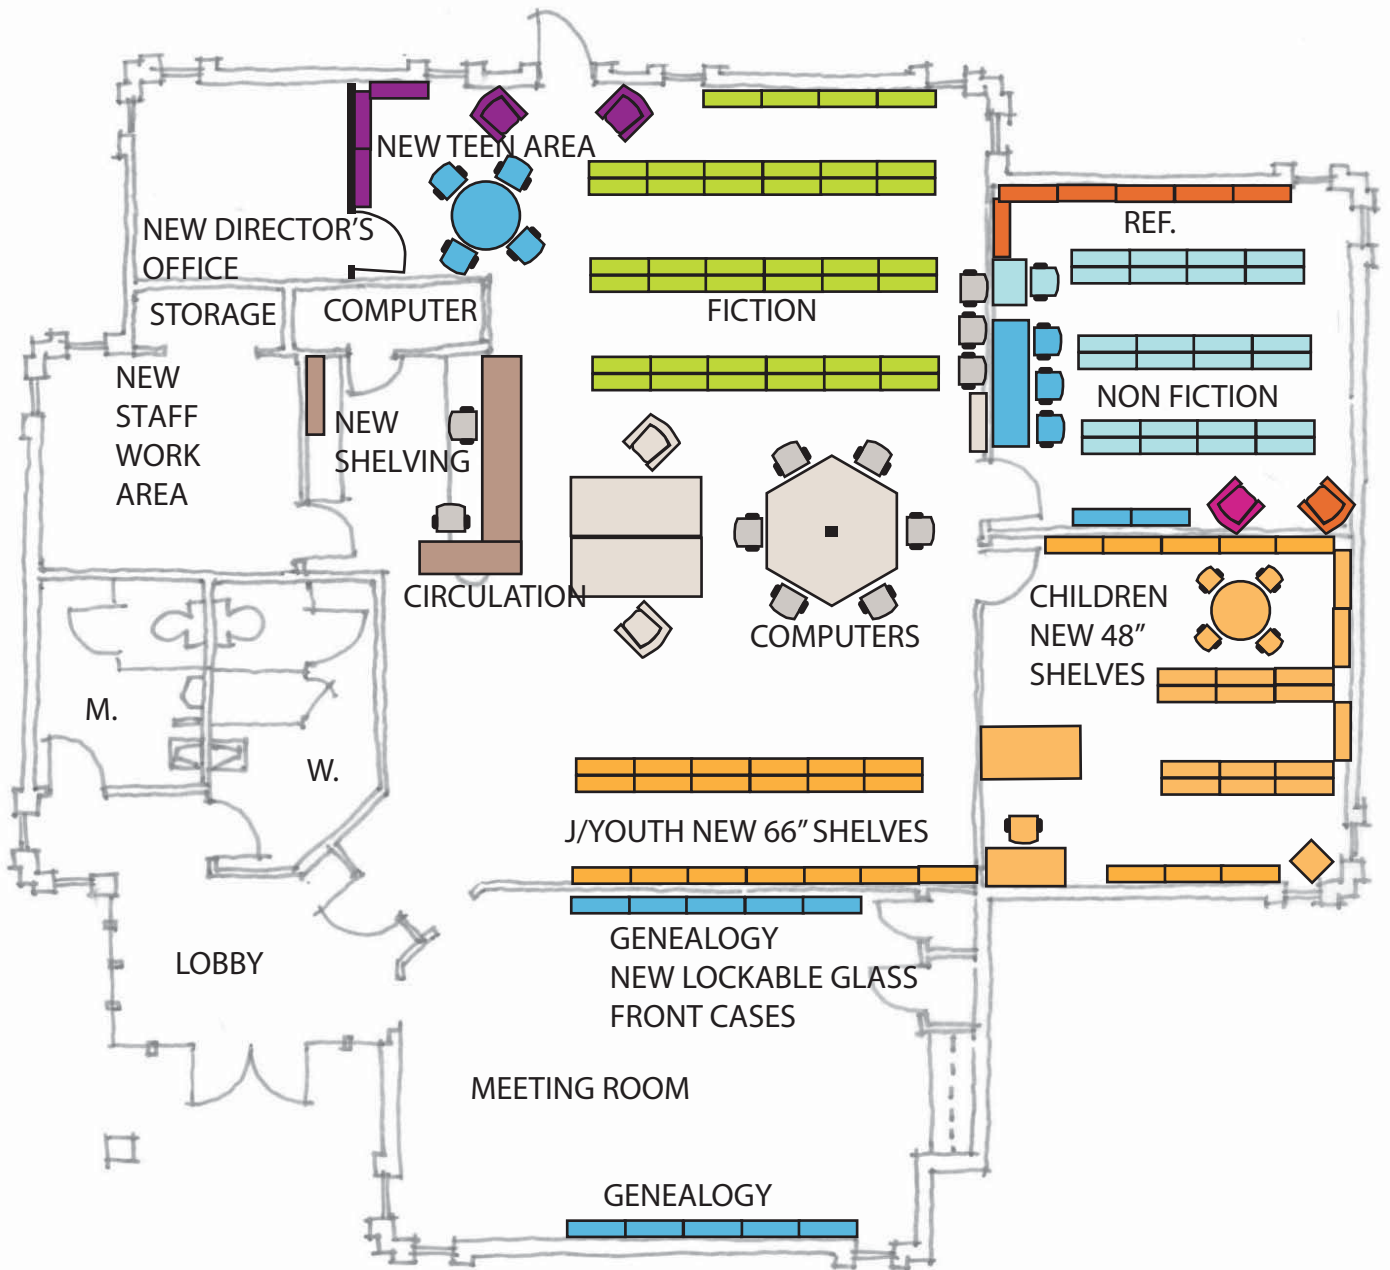 NEW TEEN AREA
NEW DIRECTOR'S
OFFICE
REF.
STORAGE
COMPUTER
FICTION
NEW
STAFF
WORK
AREA
NEW
SHELVING
NON FICTION
CIRCULATION
COMPUTERS
CHILDREN
NEW 48”
SHELVES
M.
W.
J/YOUTH NEW 66” SHELVES
LOBBY
GENEALOGY
NEW LOCKABLE GLASS
FRONT CASES
MEETING ROOM
GENEALOGY